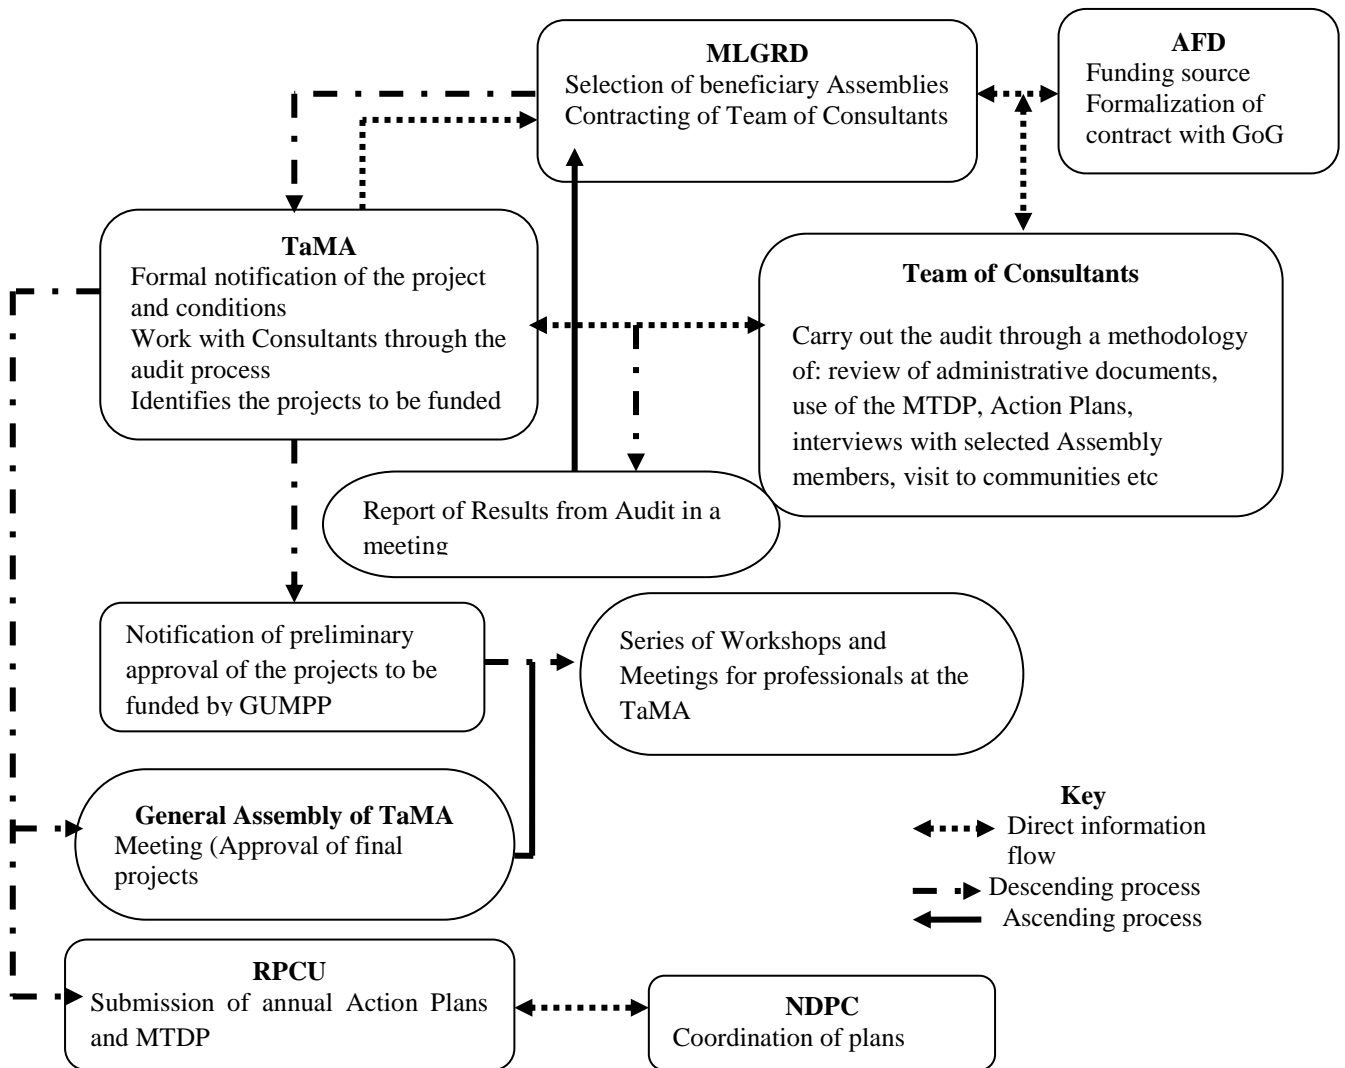 MLGRD
Selection of beneficiary Assemblies
Contracting of Team of Consultants
AFD
Funding source
Formalization of
contract with GoG
TaMA
Formal notification of the project
and conditions
Work with Consultants through the
audit process
Identifies the projects to be funded
Team of Consultants
Carry out the audit through a methodology
of: review of administrative documents,
use of the MTDP, Action Plans,
interviews with selected Assembly
members, visit to communities etc
Report of Results from Audit in a
meeting
Notification of preliminary
approval of the projects to be
funded by GUMPP
Series of Workshops and
Meetings for professionals at the
TaMA
General Assembly of TaMA
Meeting (Approval of final
projects
Key
Direct information
flow
Descending process
Ascending process
RPCU
Submission of annual Action Plans
and MTDP
NDPC
Coordination of plans